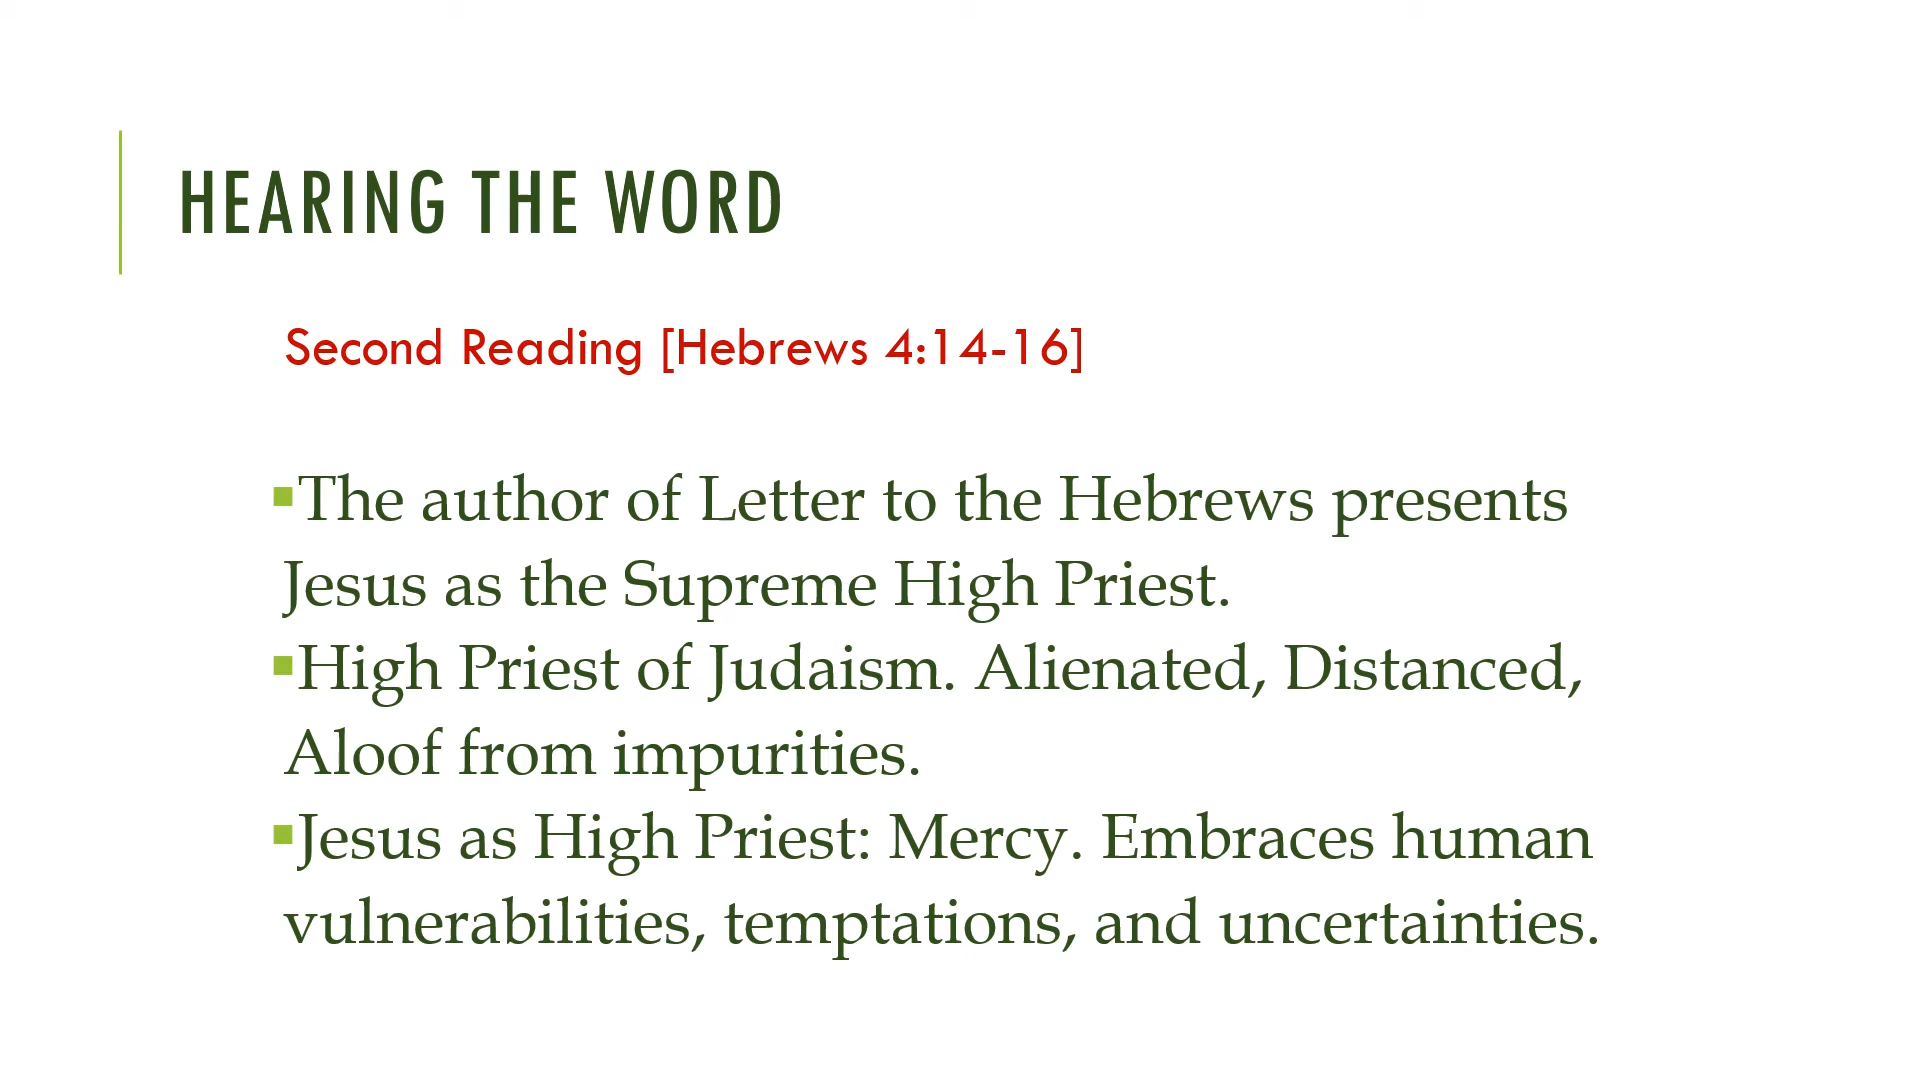 HEARING THE WORD
Second Reading [Hebrews 4:14-16]
▪The author of Letter to the Hebrews presents
Jesus as the Supreme High Priest.
▪High Priest of Judaism. Alienated, Distanced,
Aloof from impurities.
▪Jesus as High Priest: Mercy. Embraces human
vulnerabilities, temptations, and uncertainties.